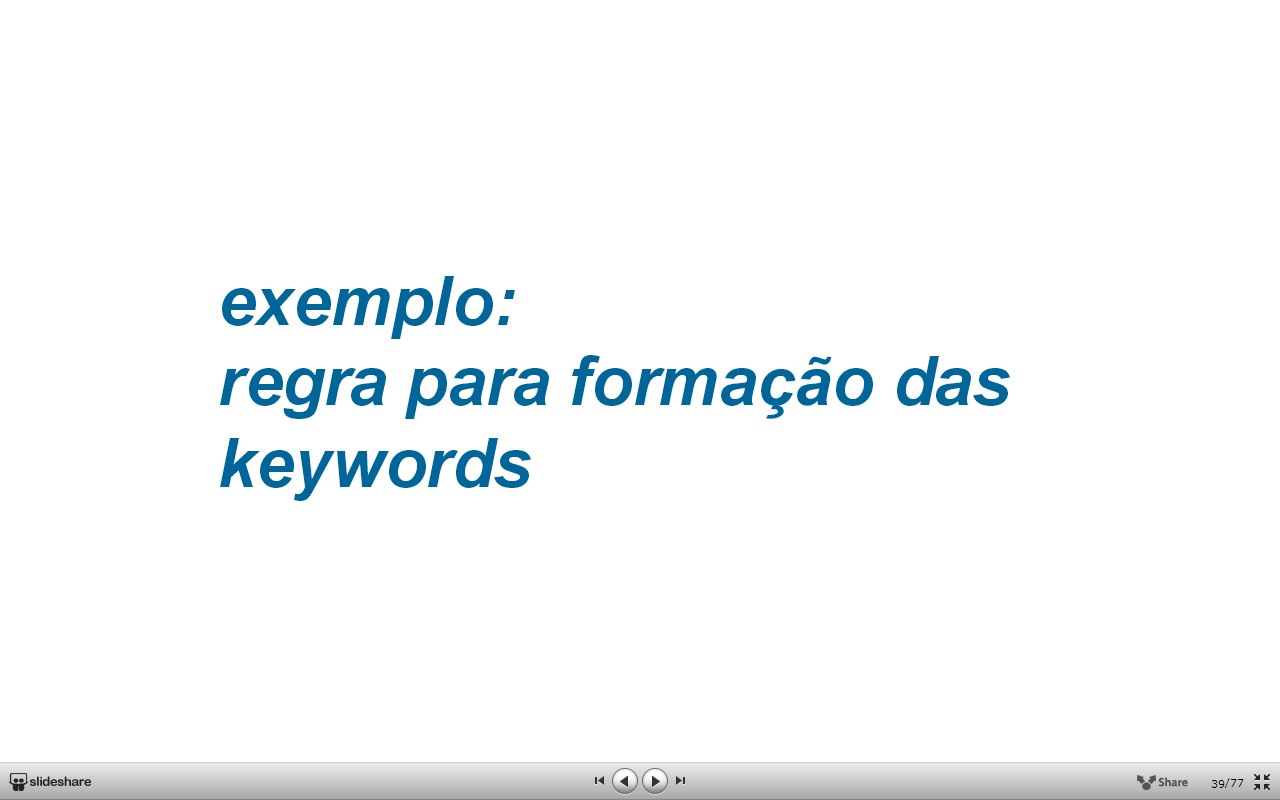 exemplo:
regra para formação das
keywords
slideshare
Share
39/77